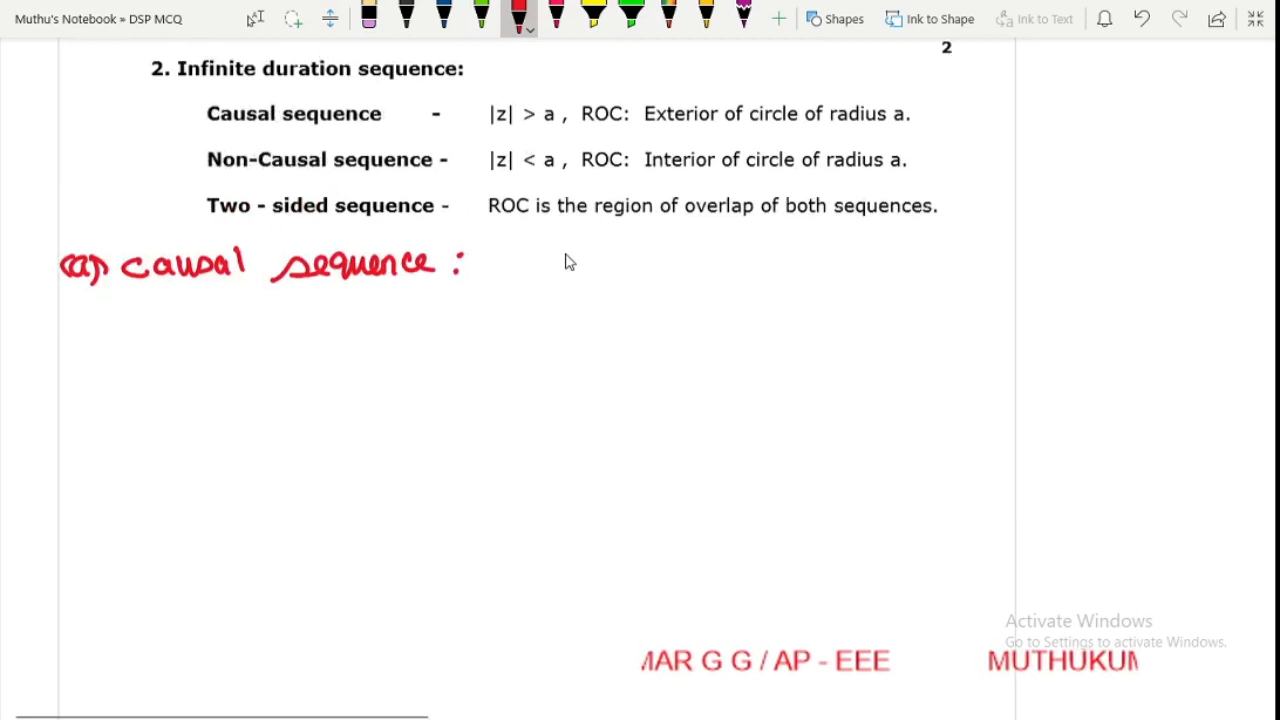 Muthu's Notebook » DSP MCQ
Shapes
Ink to Shape
Ink to Text
2
2. Infinite duration sequence:
Causal sequence - |z| > a , ROC: Exterior of circle of radius a.
Non-Causal sequence - |z| < a , ROC: Interior of circle of radius a.
Two - sided sequence - ROC is the region of overlap of both sequences.
(a) causal sequence :
Activate Windows
Go to Settings to activate Windows.
MAR G G / AP - EEE MUTHUKUM